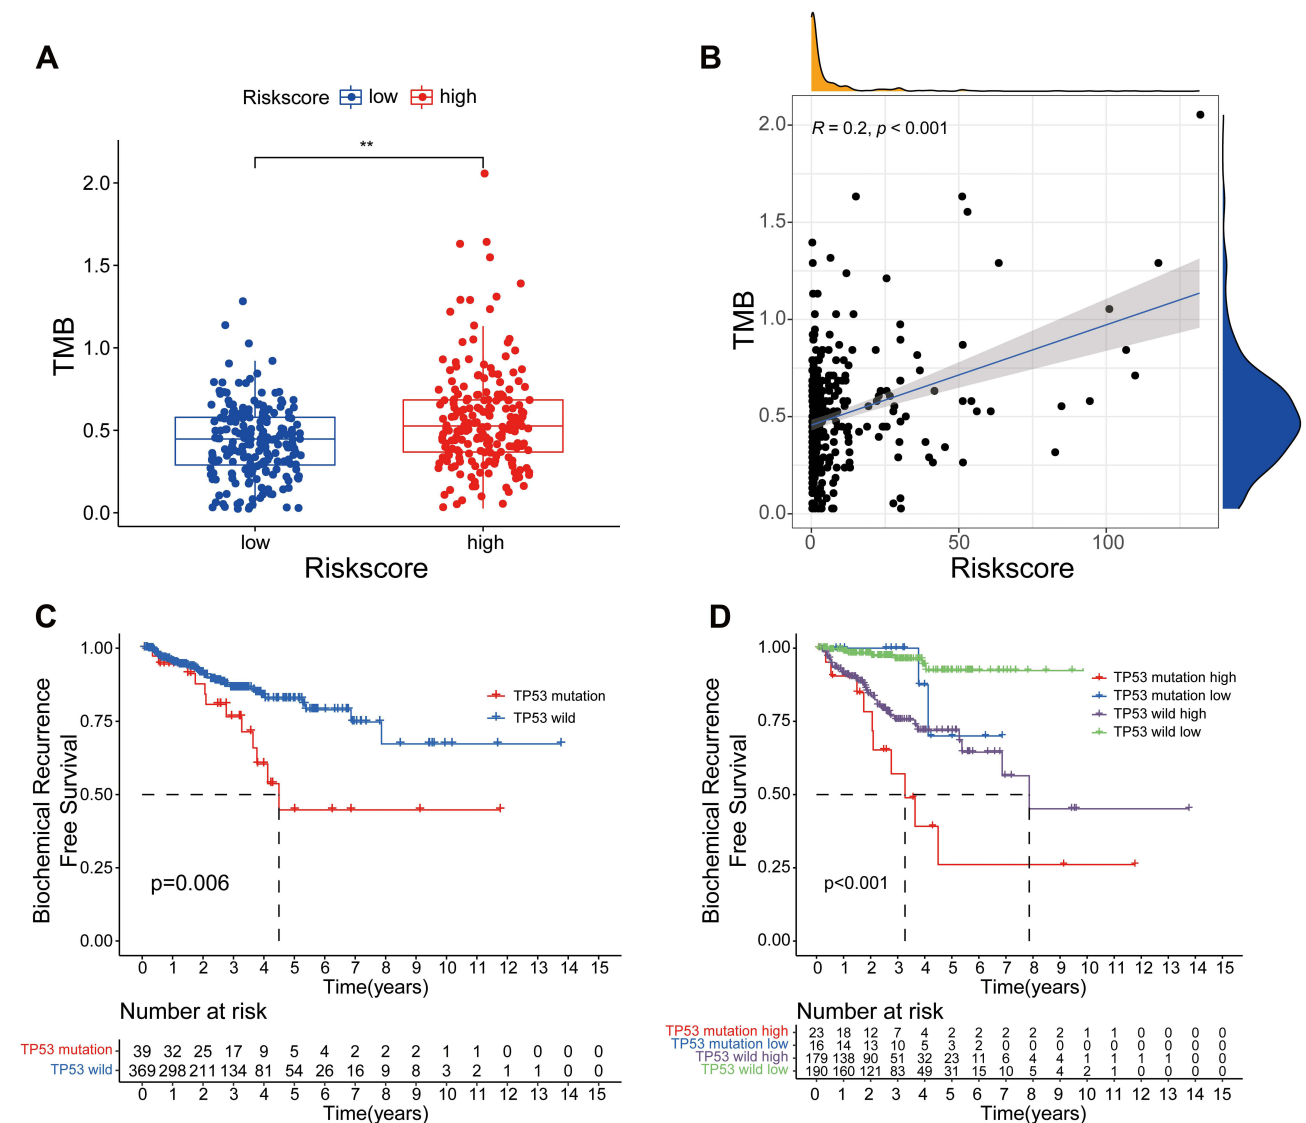 A
Riskscore low high
**
TMB
2.0
1.5
1.0
0.5
0.0
low high
Riskscore
B
R = 0.2, p < 0.001
TMB
2.0
1.5
1.0
0.5
0.0
0 50 100
Riskscore
C
Biochemical Recurrence
Free Survival
1.00
0.75
0.50
0.25
0.00
TP53 mutation
TP53 wild
p=0.006
0 1 2 3 4 5 6 7 8 9 10 11 12 13 14 15
Time(years)
Number at risk
TP53 mutation 39 32 25 17 9 5 4 2 2 2 1 1 0 0 0 0
TP53 wild 369 298 211 134 81 54 26 16 9 8 3 2 1 1 0 0
0 1 2 3 4 5 6 7 8 9 10 11 12 13 14 15
Time(years)
D
Biochemical Recurrence
Free Survival
1.00
0.75
0.50
0.25
0.00
TP53 mutation high
TP53 mutation low
TP53 wild high
TP53 wild low
p<0.001
0 1 2 3 4 5 6 7 8 9 10 11 12 13 14 15
Time(years)
Number at risk
TP53 mutation high 23 18 12 7 4 2 2 2 2 2 1 1 0 0 0 0
TP53 mutation low 16 14 13 10 5 3 2 0 0 0 0 0 0 0 0 0
TP53 wild high 179 138 90 51 32 23 11 6 4 4 1 1 1 1 0 0
TP53 wild low 190 160 121 83 49 31 15 10 5 4 2 1 0 0 0 0
0 1 2 3 4 5 6 7 8 9 10 11 12 13 14 15
Time(years)